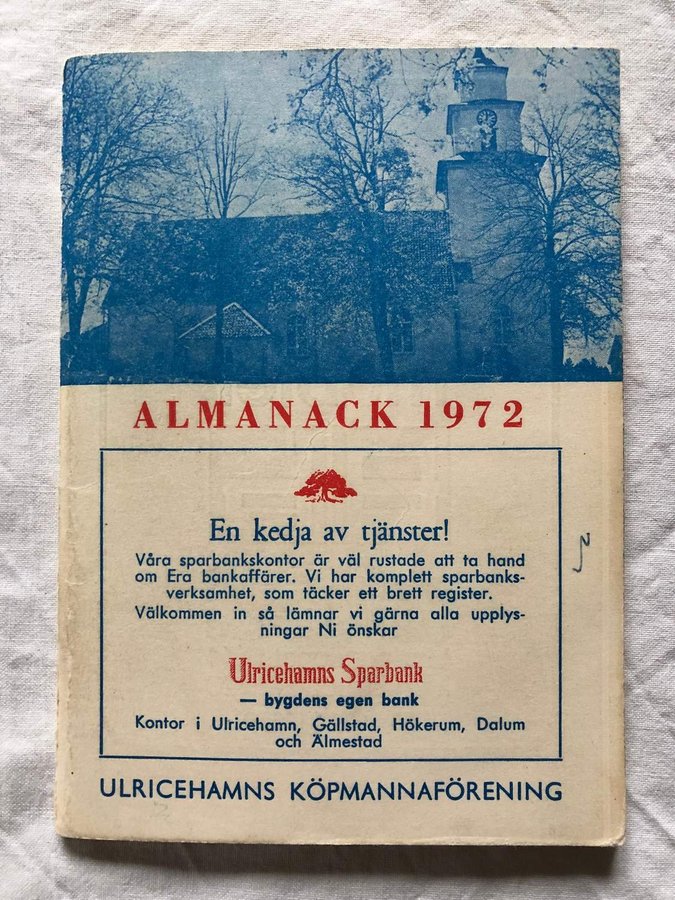 ALMANACK 1972
En kedja av tjänster!
Våra sparbankskontor är väl rustade att ta hand
om Era bankaffärer. Vi har komplett sparbanks-
verksamhet, som täcker ett brett register.
Välkommen in så lämnar vi gärna alla upplys-
ningar Ni önskar
Ulricehamns Sparbank
— bygdens egen bank
Kontor i Ulricehamn, Gällstad, Hökerum, Dalum
och Älmestad
ULRICEHAMNS KÖPMANNAFÖRENING